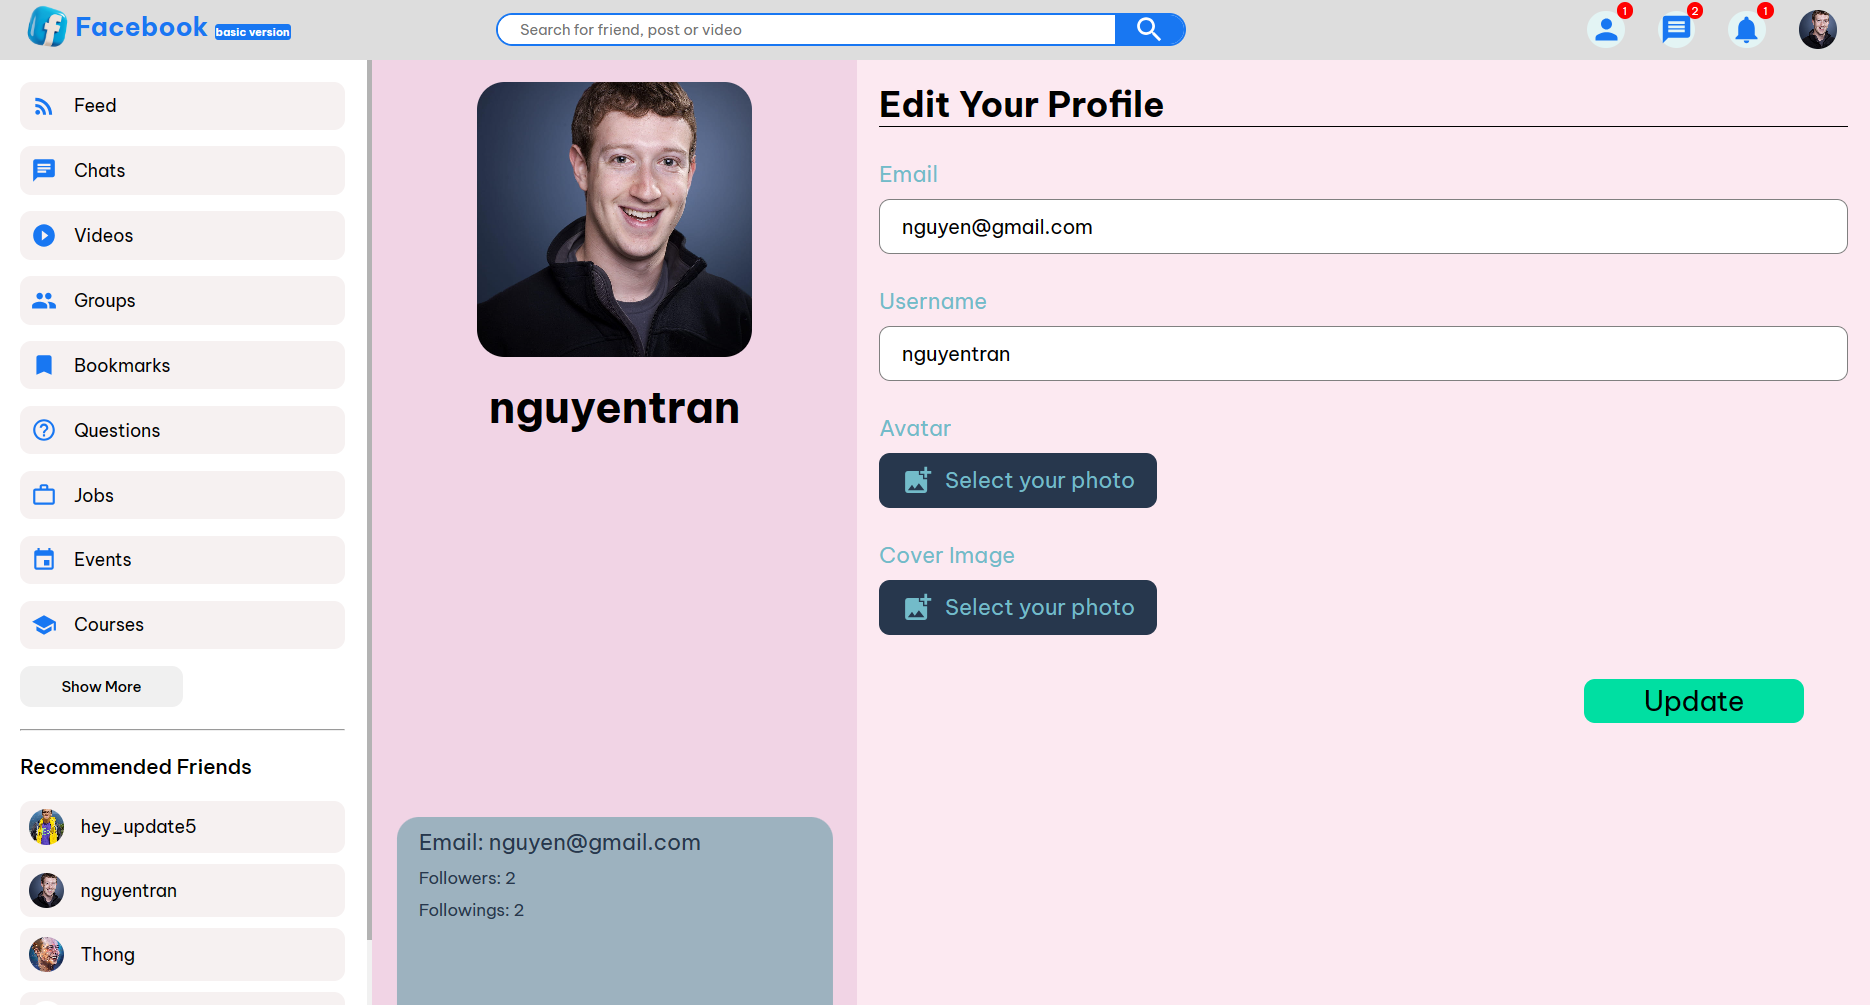 Facebook basic version
Search for friend, post or video
1
2
1
Feed
Chats
Videos
Groups
Bookmarks
Questions
Jobs
Events
Courses
Show More
Recommended Friends
hey_update5
nguyentran
Thong
nguyentran
Email: nguyen@gmail.com
Followers: 2
Followings: 2
Edit Your Profile
Email
nguyen@gmail.com
Username
nguyentran
Avatar
Select your photo
Cover Image
Select your photo
Update